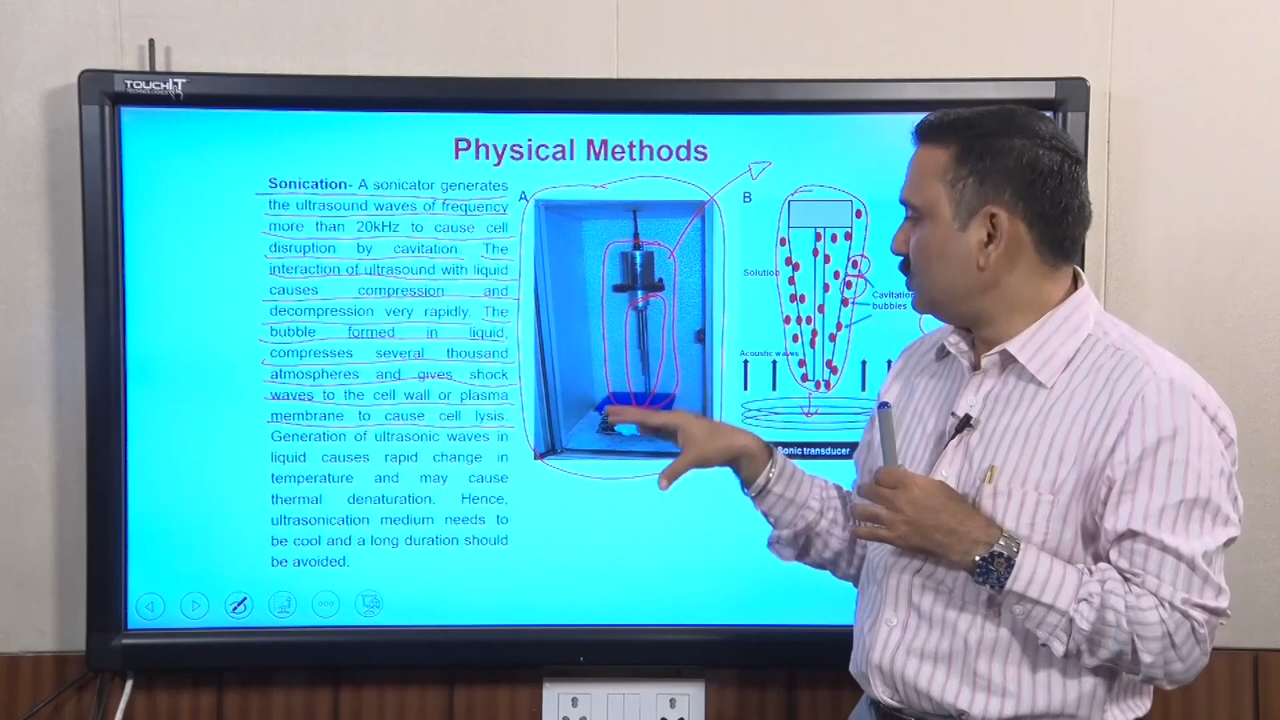 TOUCHIT
TECHNOLOGIES
Physical Methods
Sonication- A sonicator generates
the ultrasound waves of frequency
more than 20kHz to cause cell
disruption by cavitation. The
interaction of ultrasound with liquid
causes compression and
decompression very rapidly. The
bubble formed in liquid,
compresses several thousand
atmospheres and gives shock
waves to the cell wall or plasma
membrane to cause cell lysis.
Generation of ultrasonic waves in
liquid causes rapid change in
temperature and may cause
thermal denaturation. Hence,
ultrasonication medium needs to
be cool and a long duration should
be avoided.
A
B
Solution
Cavitation
bubbles
Acoustic waves
Sonic transducer